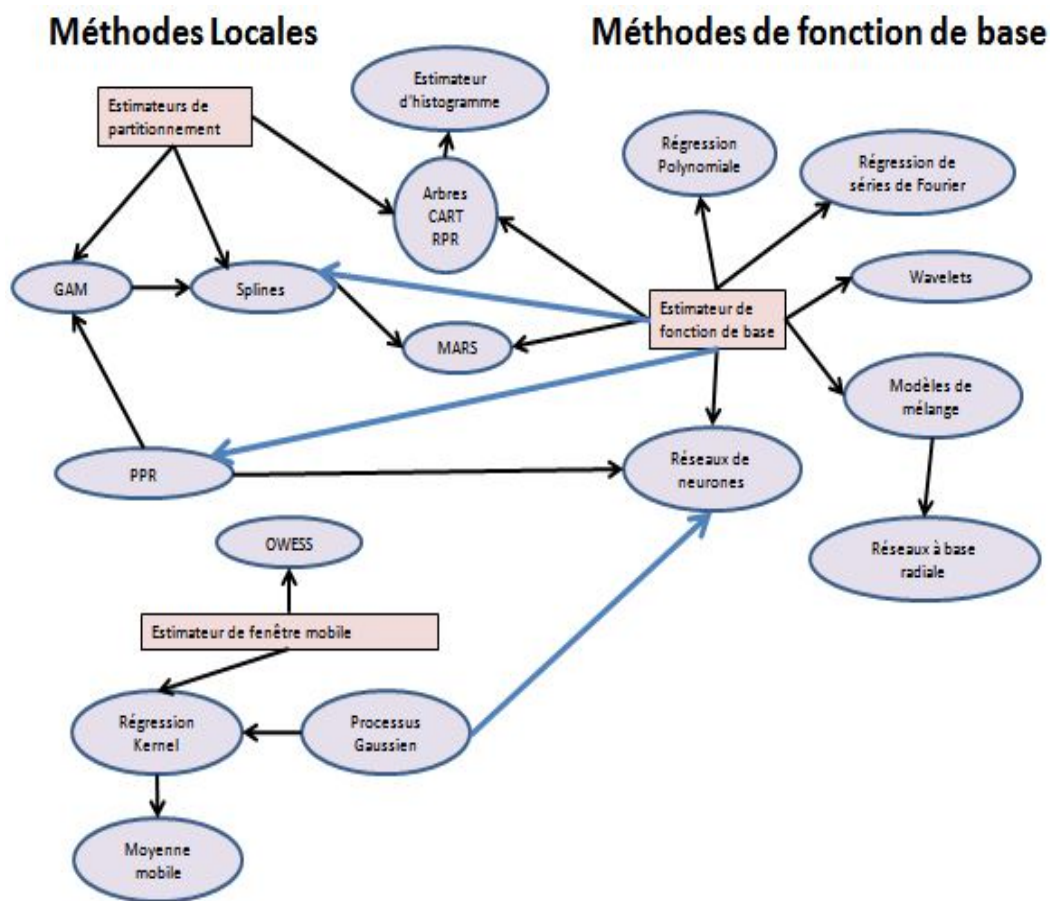 Méthodes Locales
Méthodes de fonction de base
Estimateur
d'histogramme
Estimateurs de
partitionnement
Régression
Polynomiale
Régression de
séries de Fourier
Arbres
CART
RPR
GAM
Splines
Wavelets
Estimateur de
fonction de base
MARS
Modèles de
mélange
PPR
Réseaux de
neurones
OWESS
Réseaux à base
radiale
Estimateur de fenêtre mobile
Régression
Kernel
Processus
Gaussien
Moyenne
mobile